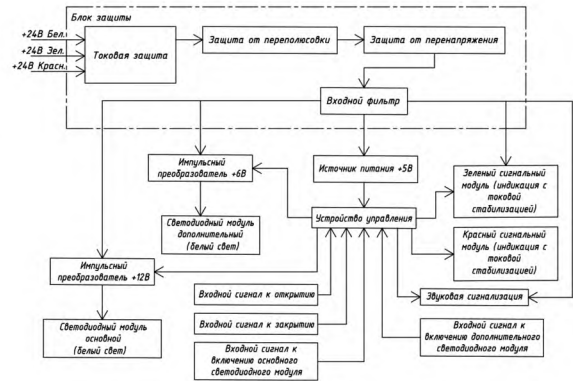 Блок защиты
+24В Бел.
+24В Зел.
+24В Красн.
Токовая защита
Защита от переполюсовки
Защита от перенапряжения
Входной фильтр
Импульсный
преобразователь +6В
Источник питания +5В
Зеленый сигнальный
модуль (индикация с
токовой
стабилизацией)
Светодиодный модуль
дополнительный
(белый свет)
Устройство управления
Красный сигнальный
модуль (индикация с
токовой
стабилизацией)
Импульсный
преобразователь +12В
Входной сигнал к открытию
Звуковая сигнализация
Светодиодный модуль
основной
(белый свет)
Входной сигнал к закрытию
Входной сигнал к
включению основного
светодиодного модуля
Входной сигнал к
включению дополнительного
светодиодного модуля